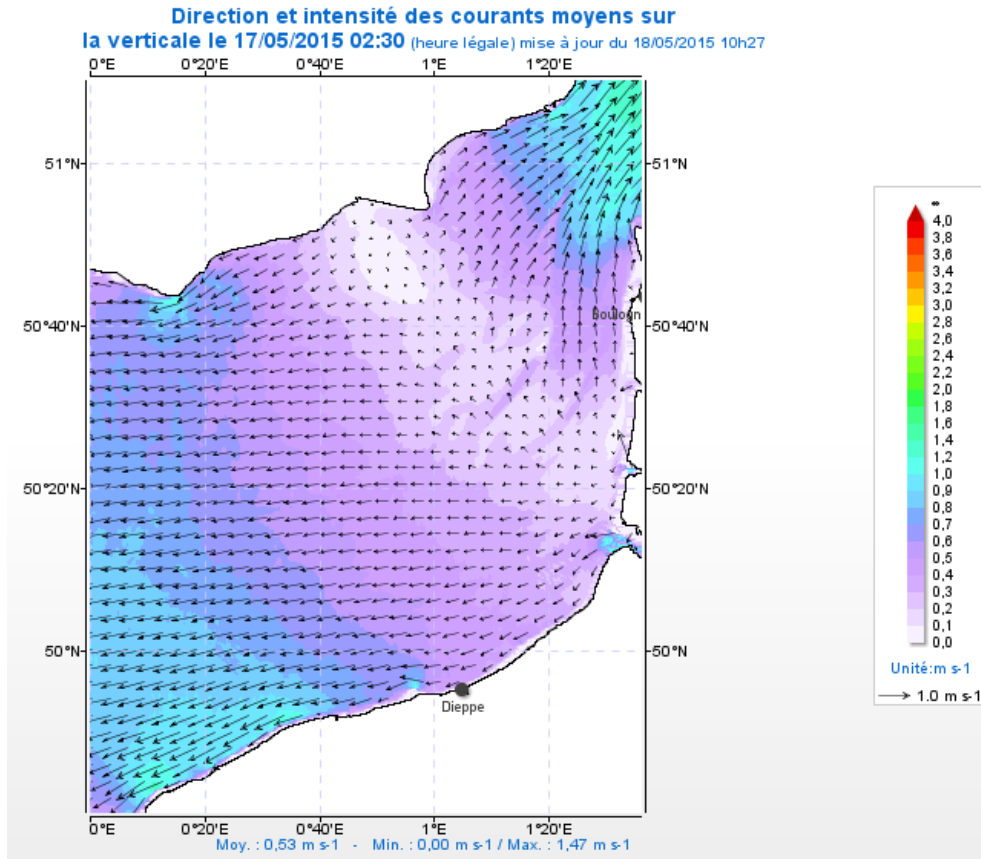 Direction et intensité des courants moyens sur
la verticale le 17/05/2015 02:30 (heure légale) mise à jour du 18/05/2015 10h27
0°E 0°20'E 0°40'E 1°E 1°20'E
51°N 51°N
50°40'N Boulogn 50°40'N
50°20'N 50°20'N
50°N 50°N
Dieppe
0°E 0°20'E 0°40'E 1°E 1°20'E
Moy. : 0,53 m s-1 - Min. : 0,00 m s-1 / Max. : 1,47 m s-1
∞
4,0
3,8
3,6
3,4
3,2
3,0
2,8
2,6
2,4
2,2
2,0
1,8
1,6
1,4
1,2
1,0
0,9
0,8
0,7
0,6
0,5
0,4
0,3
0,2
0,1
0,0
Unité:m s-1
1.0 m s-1